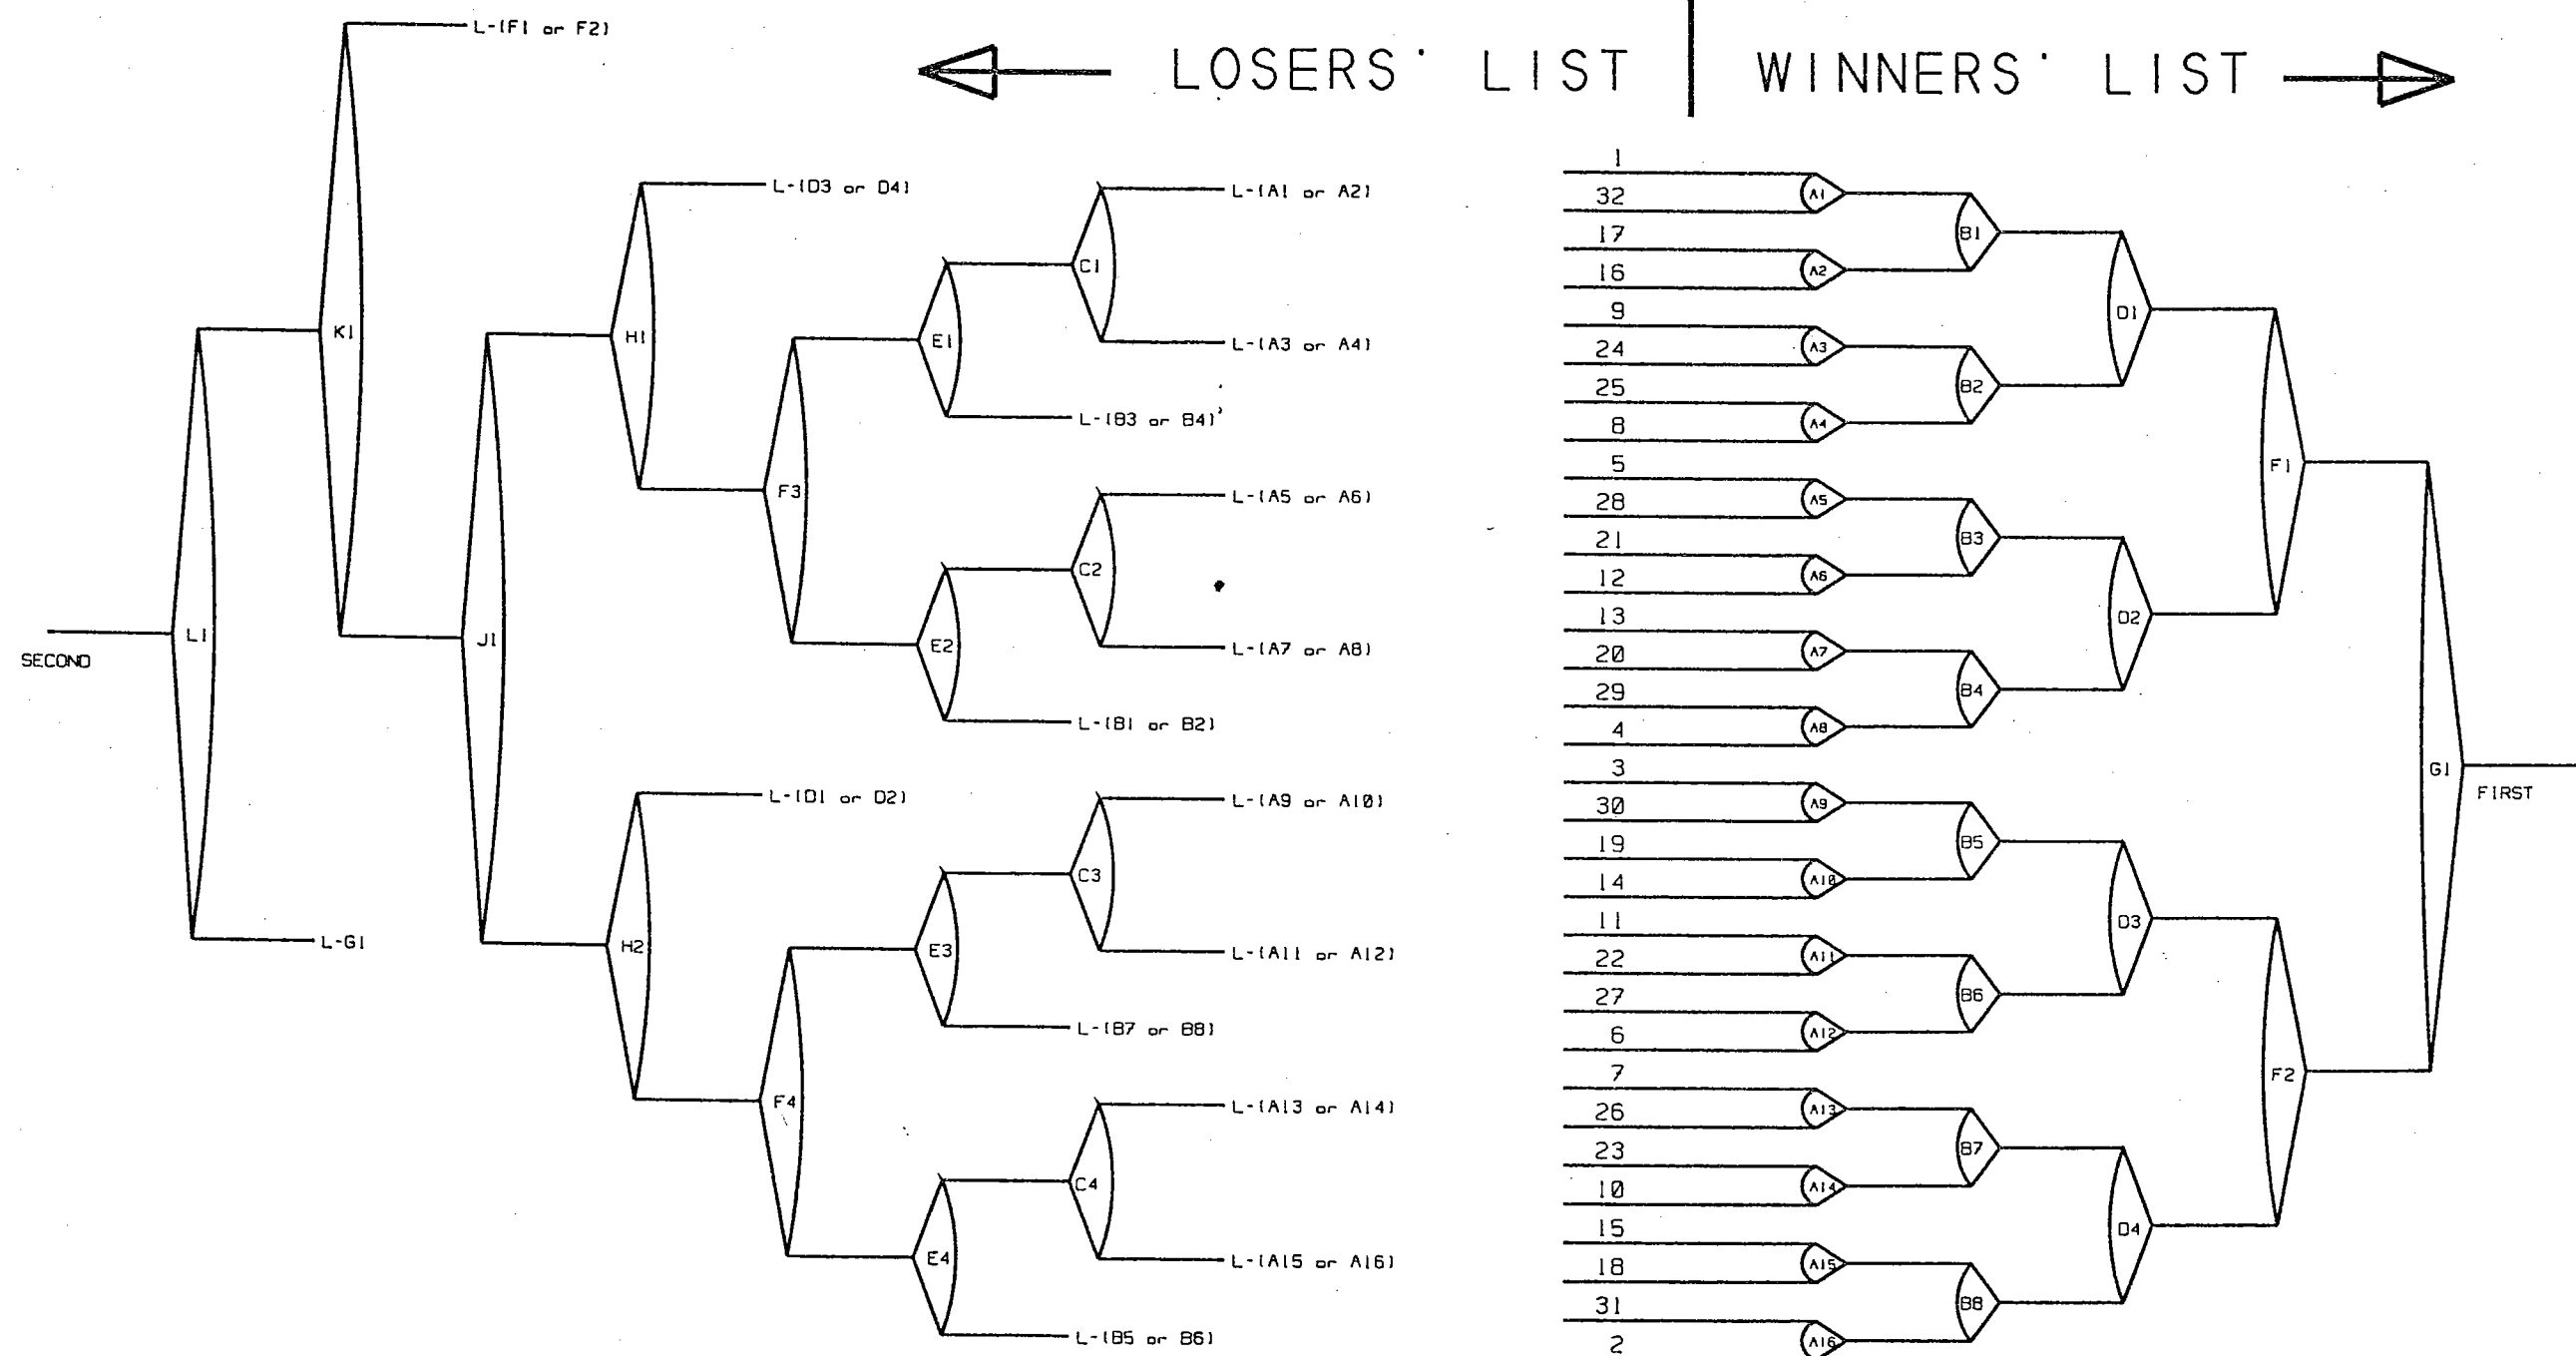 LOSERS' LIST
WINNERS' LIST
L-(F1 or F2)
K1
L1
SECOND
L-G1
J1
L-(D3 or D4)
H1
F3
E1
C1
L-(A1 or A2)
L-(A3 or A4)
L-(B3 or B4)
E2
C2
L-(A5 or A6)
L-(A7 or A8)
L-(B1 or B2)
L-(D1 or D2)
H2
F4
E3
C3
L-(A9 or A10)
L-(A11 or A12)
L-(B7 or B8)
E4
C4
L-(A13 or A14)
L-(A15 or A16)
L-(B5 or B6)
1
32
17
16
9
24
25
8
5
28
21
12
13
20
29
4
3
30
19
14
11
22
27
6
7
26
23
10
15
18
31
2
A1
A2
A3
A4
A5
A6
A7
A8
A9
A10
A11
A12
A13
A14
A15
A16
B1
B2
B3
B4
B5
B6
B7
B8
D1
D2
D3
D4
F1
F2
G1
FIRST